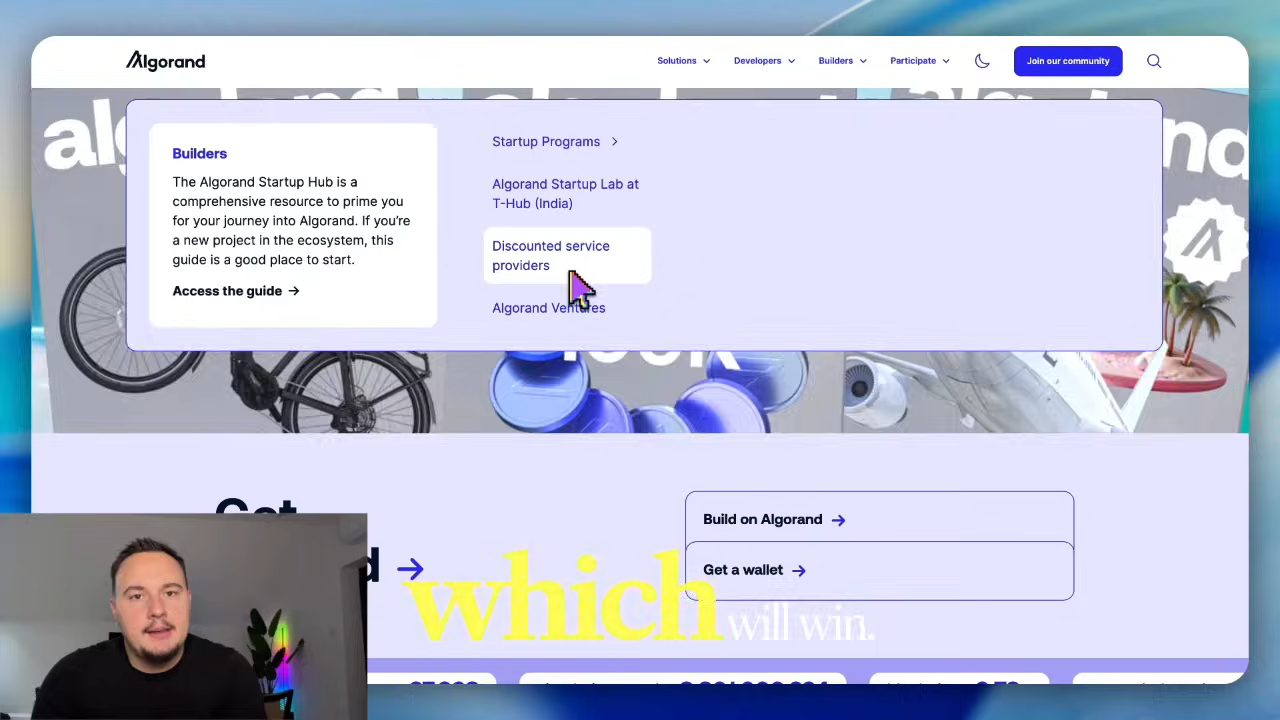 Algorand
Solutions
Developers
Builders
Participate
Join our community
Builders
The Algorand Startup Hub is a
comprehensive resource to prime you
for your journey into Algorand. If you're
a new project in the ecosystem, this
guide is a good place to start.
Access the guide →
Startup Programs >
Algorand Startup Lab at
T-Hub (India)
Discounted service
providers
Algorand Ventures
Get
Build on Algorand →
Get a wallet →
which will win.